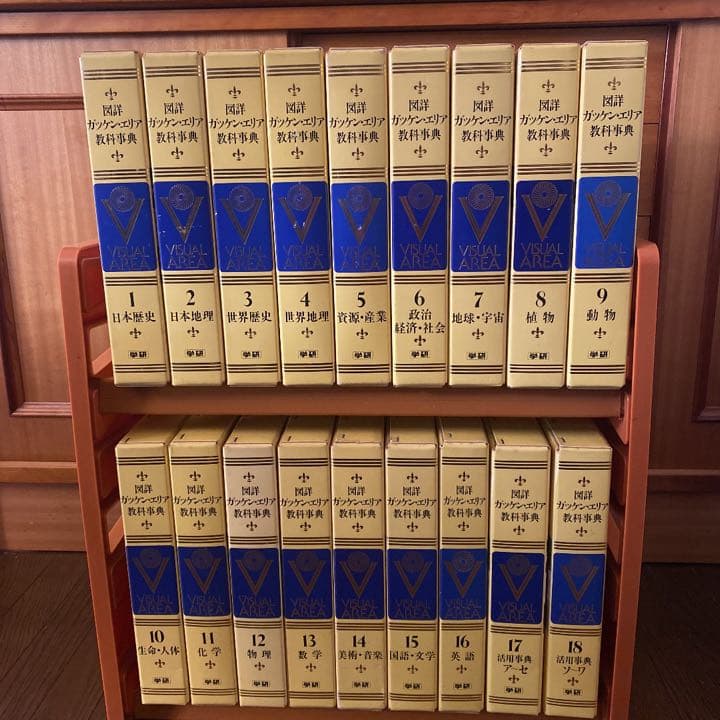 図詳
ガッケン・エリア
教科事典
VISUAL
AREA
1
日本歴史
学研
図詳
ガッケン・エリア
教科事典
VISUAL
AREA
2
日本地理
学研
図詳
ガッケン・エリア
教科事典
VISUAL
AREA
3
世界歴史
学研
図詳
ガッケン・エリア
教科事典
VISUAL
AREA
4
世界地理
学研
図詳
ガッケン・エリア
教科事典
VISUAL
AREA
5
資源・産業
学研
図詳
ガッケン・エリア
教科事典
VISUAL
AREA
6
政治
経済・社会
学研
図詳
ガッケン・エリア
教科事典
VISUAL
AREA
7
地球・宇宙
学研
図詳
ガッケン・エリア
教科事典
VISUAL
AREA
8
植物
学研
図詳
ガッケン・エリア
教科事典
VISUAL
AREA
9
動物
学研
図詳
ガッケン・エリア
教科事典
VISUAL
AREA
10
生命・人体
学研
図詳
ガッケン・エリア
教科事典
VISUAL
AREA
11
化学
学研
図詳
ガッケン・エリア
教科事典
VISUAL
AREA
12
物理
学研
図詳
ガッケン・エリア
教科事典
VISUAL
AREA
13
数学
学研
図詳
ガッケン・エリア
教科事典
VISUAL
AREA
14
美術・音楽
学研
図詳
ガッケン・エリア
教科事典
VISUAL
AREA
15
国語・文学
学研
図詳
ガッケン・エリア
教科事典
VISUAL
AREA
16
英語
学研
図詳
ガッケン・エリア
教科事典
VISUAL
AREA
17
活用事典
アーセ
学研
図詳
ガッケン・エリア
教科事典
VISUAL
AREA
18
活用事典
ソーワ
学研